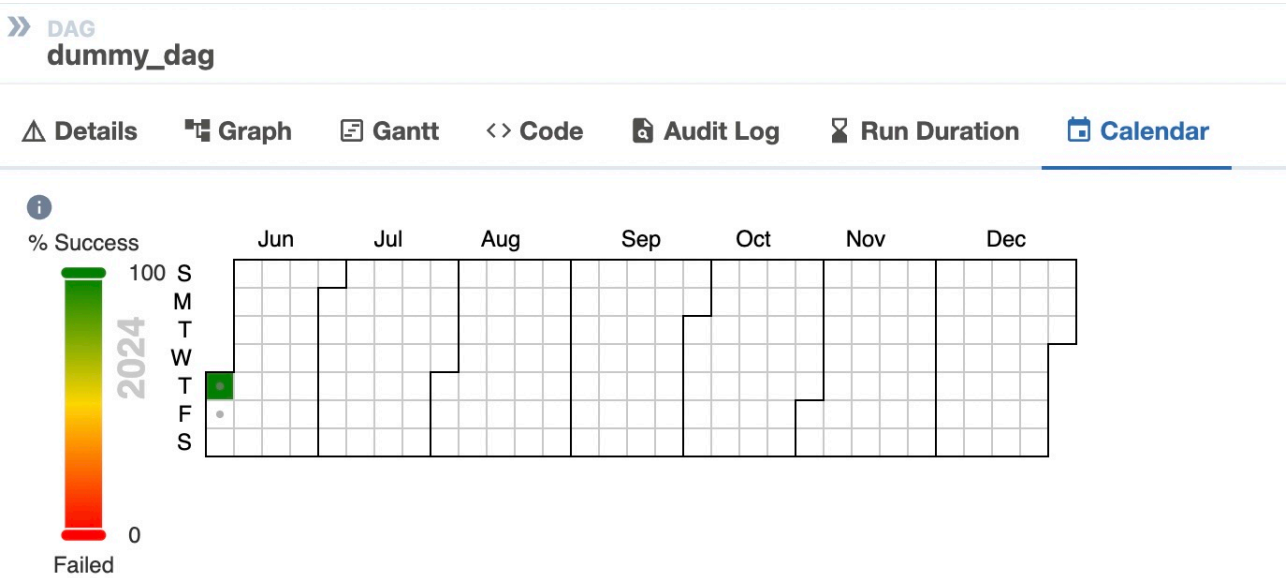 DAG
dummy_dag
Details Graph Gantt Code Audit Log Run Duration Calendar
% Success
100
0
Failed
2024
Jun Jul Aug Sep Oct Nov Dec
S
M
T
W
T
F
S